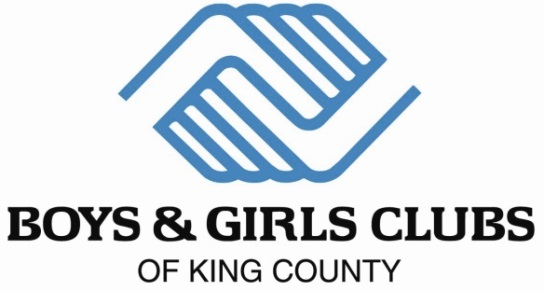 BOYS & GIRLS CLUBS
OF KING COUNTY